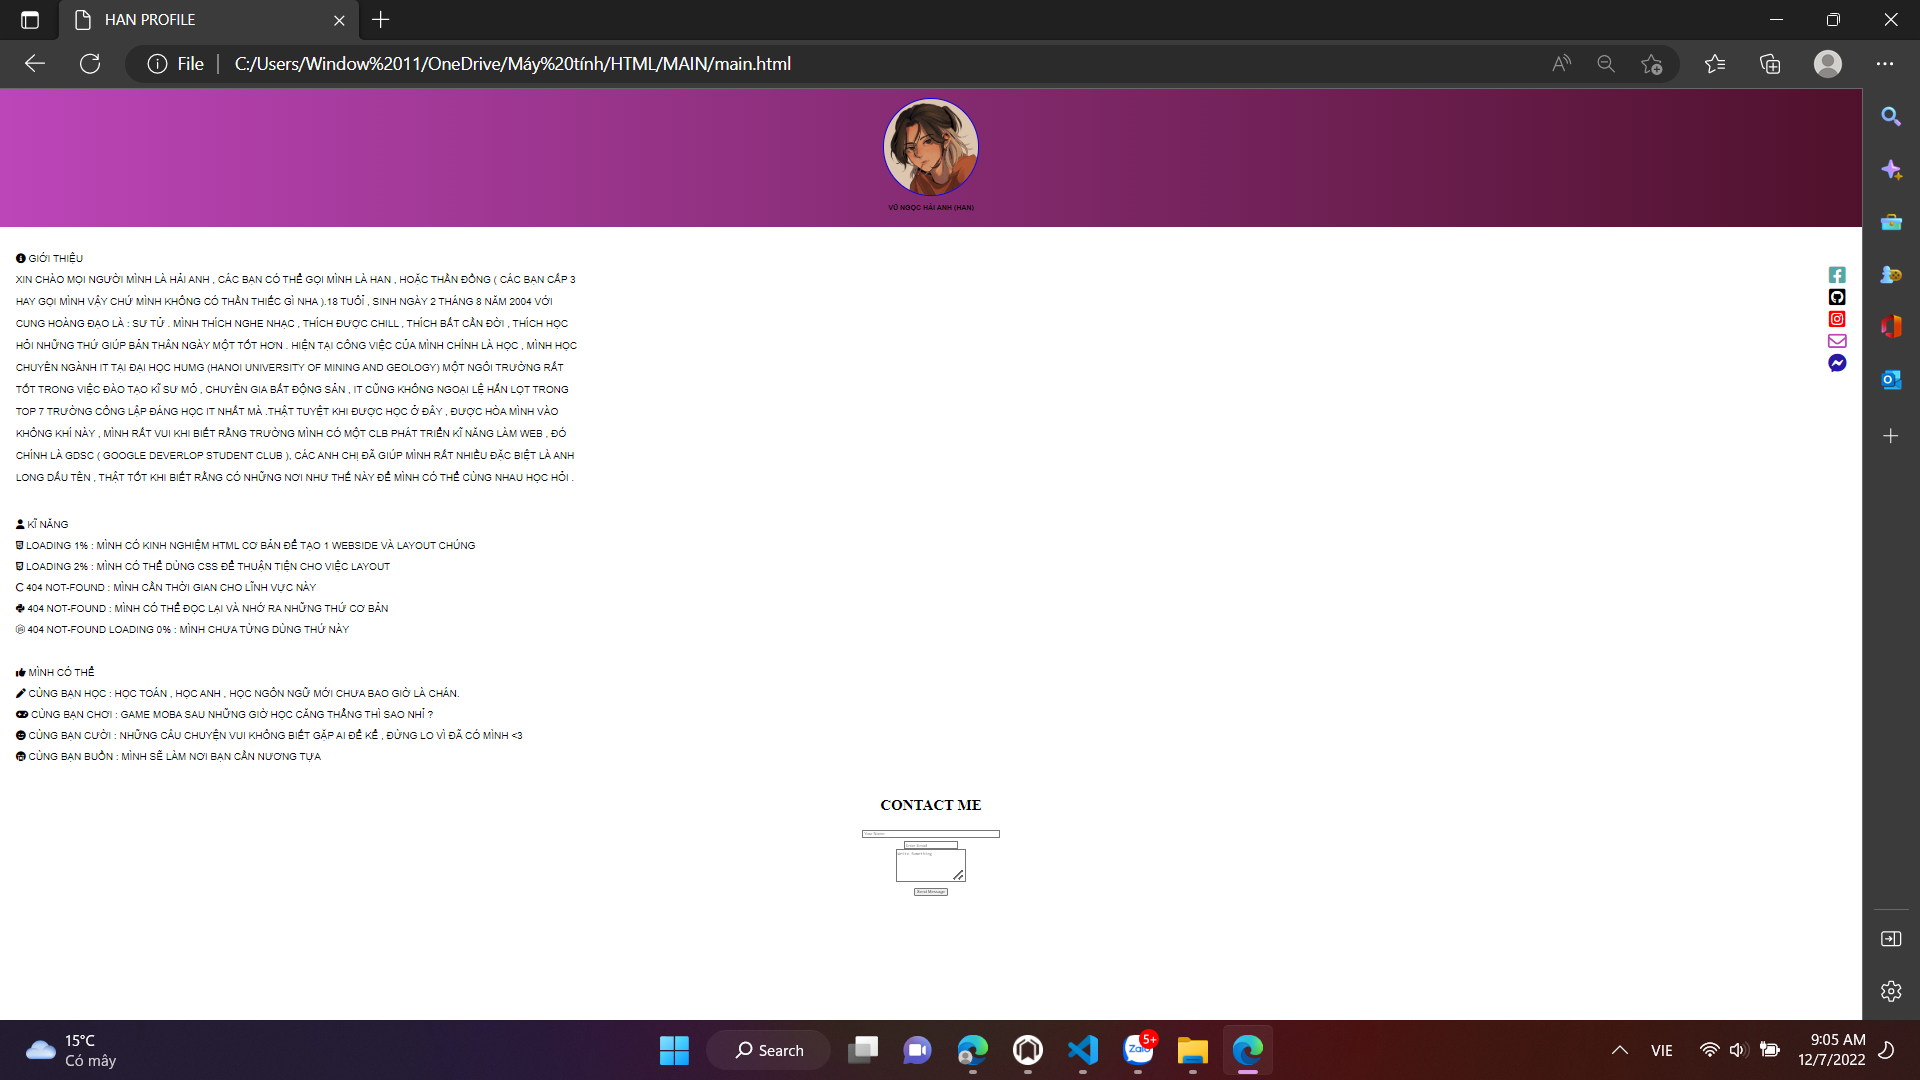 HAN PROFILE
File
C:/Users/Window%2011/OneDrive/Máy%20tính/HTML/MAIN/main.html
VŨ NGỌC HẢI ANH (HAN)
GIỚI THIỆU
XIN CHÀO MỌI NGƯỜI MÌNH LÀ HẢI ANH , CÁC BẠN CÓ THỂ GỌI MÌNH LÀ HAN , HOẶC THẦN ĐỒNG ( CÁC BẠN CẤP 3
HAY GỌI MÌNH VẬY CHỨ MÌNH KHÔNG CÓ THẦN THIẾC GÌ NHA ).18 TUỔI , SINH NGÀY 2 THÁNG 8 NĂM 2004 VỚI
CUNG HOÀNG ĐẠO LÀ : SƯ TỬ . MÌNH THÍCH NGHE NHẠC , THÍCH ĐƯỢC CHILL , THÍCH BẤT CẦN ĐỜI , THÍCH HỌC
HỎI NHỮNG THỨ GIÚP BẢN THÂN NGÀY MỘT TỐT HƠN . HIỆN TẠI CÔNG VIỆC CỦA MÌNH CHÍNH LÀ HỌC , MÌNH HỌC
CHUYÊN NGÀNH IT TẠI ĐẠI HỌC HUMG (HANOI UNIVERSITY OF MINING AND GEOLOGY) MỘT NGÔI TRƯỜNG RẤT
TỐT TRONG VIỆC ĐÀO TẠO KĨ SƯ MỎ , CHUYÊN GIA BẤT ĐỘNG SẢN , IT CŨNG KHÔNG NGOẠI LỆ HẲN LỌT TRONG
TOP 7 TRƯỜNG CÔNG LẬP ĐÁNG HỌC IT NHẤT MÀ .THẬT TUYỆT KHI ĐƯỢC HỌC Ở ĐÂY , ĐƯỢC HÒA MÌNH VÀO
KHÔNG KHÍ NÀY , MÌNH RẤT VUI KHI BIẾT RẰNG TRƯỜNG MÌNH CÓ MỘT CLB PHÁT TRIỂN KĨ NĂNG LÀM WEB , ĐÓ
CHÍNH LÀ GDSC ( GOOGLE DEVERLOP STUDENT CLUB ), CÁC ANH CHỊ ĐÃ GIÚP MÌNH RẤT NHIỀU ĐẶC BIỆT LÀ ANH
LONG DẤU TÊN , THẬT TỐT KHI BIẾT RẰNG CÓ NHỮNG NƠI NHƯ THẾ NÀY ĐỂ MÌNH CÓ THỂ CÙNG NHAU HỌC HỎI .
KĨ NĂNG
LOADING 1% : MÌNH CÓ KINH NGHIỆM HTML CƠ BẢN ĐỂ TẠO 1 WEBSIDE VÀ LAYOUT CHÚNG
LOADING 2% : MÌNH CÓ THỂ DÙNG CSS ĐỂ THUẬN TIỆN CHO VIỆC LAYOUT
C 404 NOT-FOUND : MÌNH CẦN THỜI GIAN CHO LĨNH VỰC NÀY
404 NOT-FOUND : MÌNH CÓ THỂ ĐỌC LẠI VÀ NHỚ RA NHỮNG THỨ CƠ BẢN
404 NOT-FOUND LOADING 0% : MÌNH CHƯA TỪNG DÙNG THỨ NÀY
MÌNH CÓ THỂ
CÙNG BẠN HỌC : HỌC TOÁN , HỌC ANH , HỌC NGÔN NGỮ MỚI CHƯA BAO GIỜ LÀ CHÁN.
CÙNG BẠN CHƠI : GAME MOBA SAU NHỮNG GIỜ HỌC CĂNG THẲNG THÌ SAO NHỈ ?
CÙNG BẠN CƯỜI : NHỮNG CÂU CHUYỆN VUI KHÔNG BIẾT GẶP AI ĐỂ KỂ , ĐỪNG LO VÌ ĐÃ CÓ MÌNH <3
CÙNG BẠN BUỒN : MÌNH SẼ LÀM NƠI BẠN CẦN NƯƠNG TỰA
CONTACT ME
Your Name
Enter Email
Write Something
Send Message
15°C
Có mây
Search
Zalo
5+
VIE
9:05 AM
12/7/2022